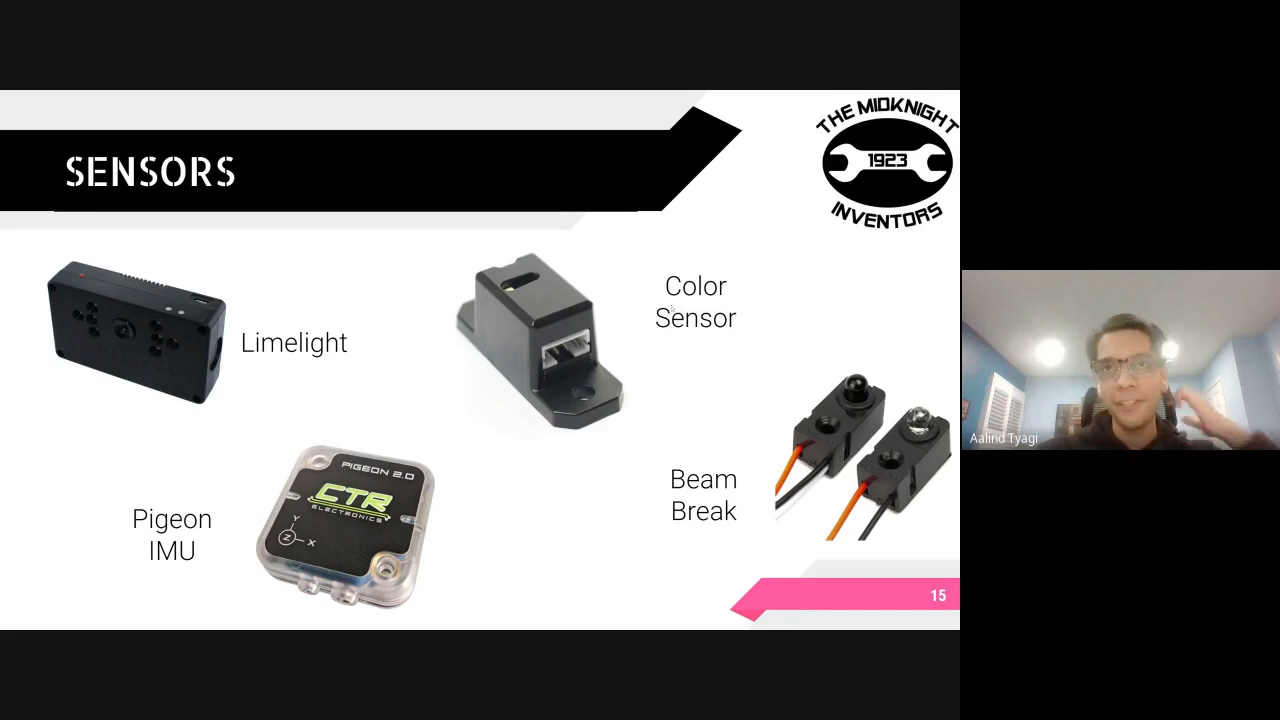 SENSORS
THE MIDKNIGHT
1923
INVENTORS
Limelight
Color
Sensor
PIGEON 2.0
CTR
ELECTRONICS
Y
Z
X
Pigeon
IMU
Beam
Break
15
Aalind Tyagi